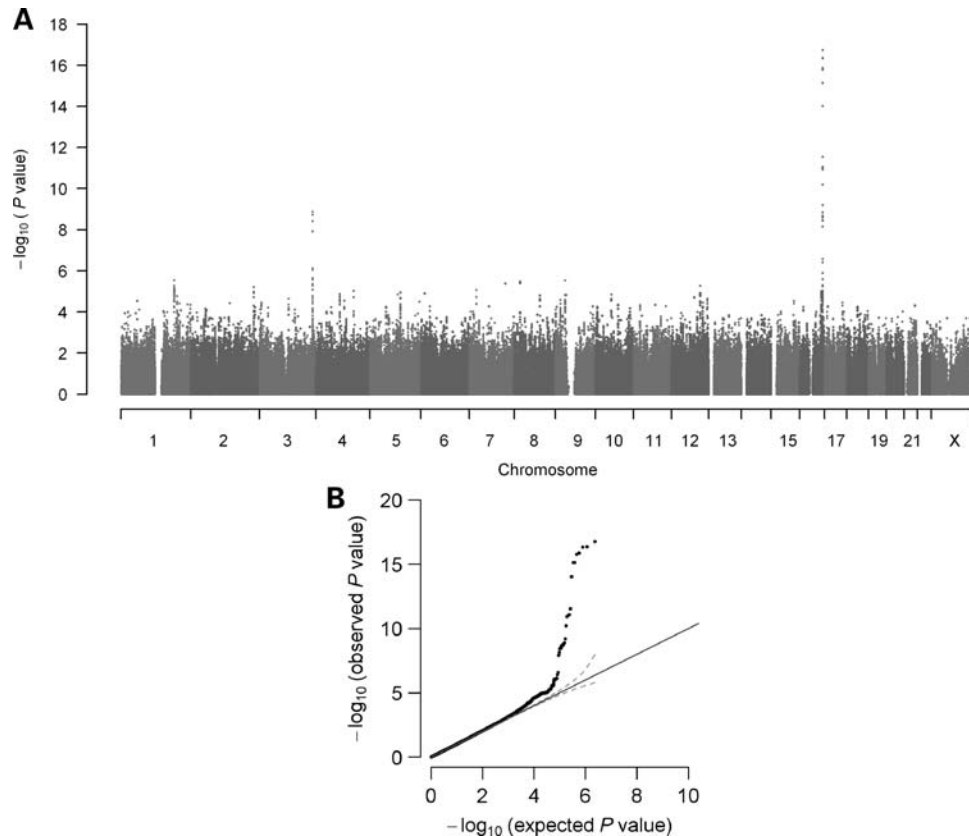 A
18
16
14
12
10
8
6
4
2
0
−log₁₀ ( P value)
1 2 3 4 5 6 7 8 9 10 11 12 13 15 17 19 21 X
Chromosome
B
20
15
10
5
0
−log₁₀ (observed P value)
0 2 4 6 8 10
−log₁₀ (expected P value)